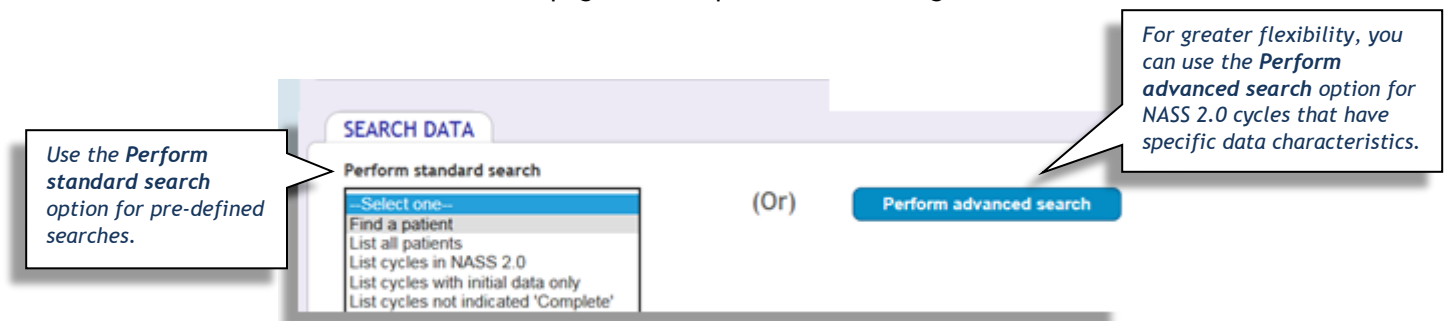 For greater flexibility, you
can use the Perform
advanced search option for
NASS 2.0 cycles that have
specific data characteristics.
SEARCH DATA
Use the Perform
standard search
option for pre-defined
searches.
Perform standard search
--Select one--
Find a patient
List all patients
List cycles in NASS 2.0
List cycles with initial data only
List cycles not indicated 'Complete'
(Or)
Perform advanced search